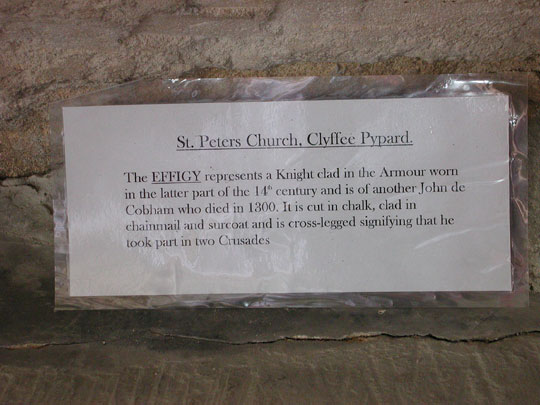 St. Peters Church, Clyffee Pypard.
The EFFIGY represents a Knight clad in the Armour worn
in the latter part of the 14th century and is of another John de
Cobham who died in 1300. It is cut in chalk, clad in
chainmail and surcoat and is cross-legged signifying that he
took part in two Crusades